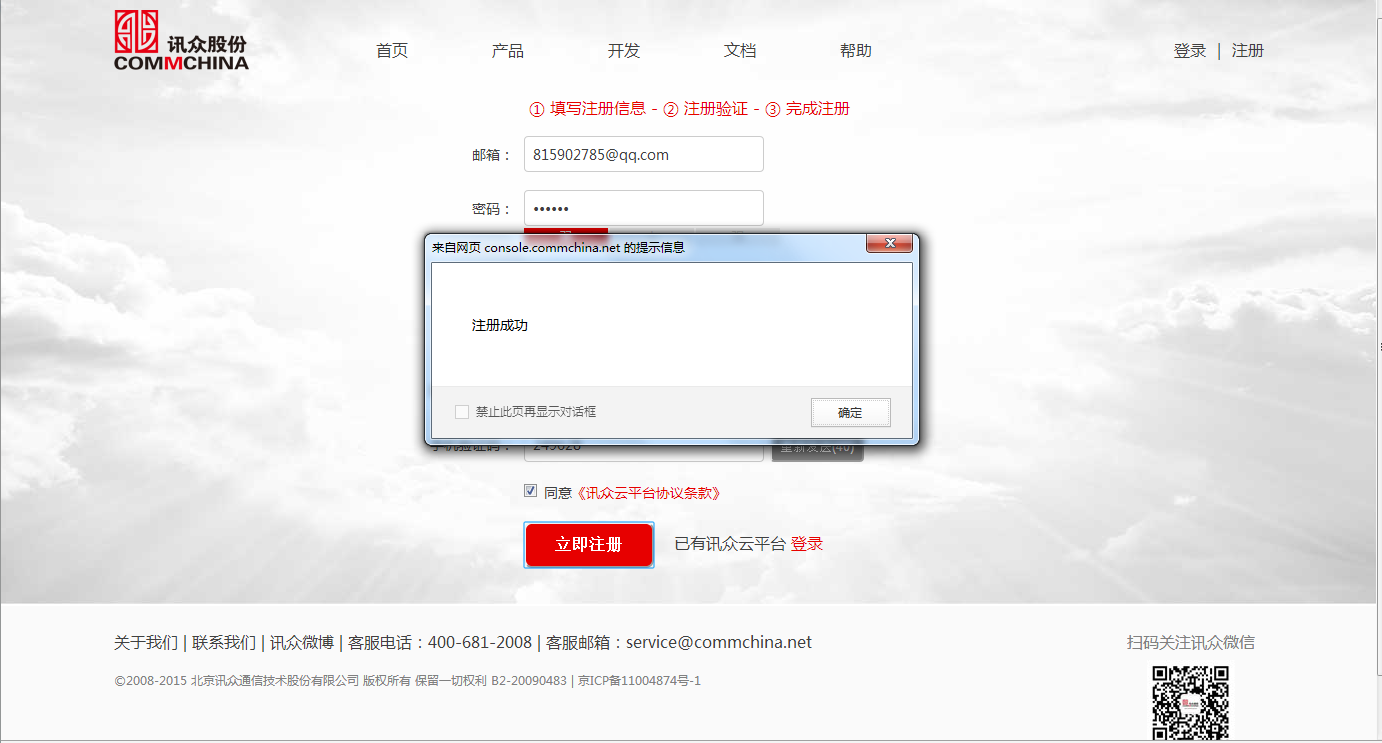 讯众股份
COMMCHINA
首页 产品 开发 文档 帮助 登录 | 注册
① 填写注册信息 - ② 注册验证 - ③ 完成注册
邮箱： 815902785@qq.com
密码： ••••••
来自网页 console.commchina.net 的提示信息
注册成功
禁止此页再显示对话框 确定
手机验证码： 249028 重新发送(40)
同意《讯众云平台协议条款》
立即注册 已有讯众云平台 登录
关于我们 | 联系我们 | 讯众微博 | 客服电话：400-681-2008 | 客服邮箱：service@commchina.net
扫码关注讯众微信
©2008-2015 北京讯众通信技术股份有限公司 版权所有 保留一切权利 B2-20090483 | 京ICP备11004874号-1